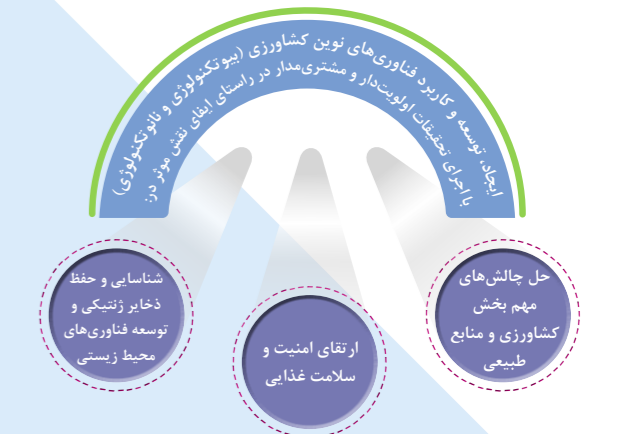 ایجاد، توسعه و کاربرد فناوری‌های نوین کشاورزی (بیوتکنولوژی و نانوتکنولوژی)
با اجرای تحقیقات اولویت‌دار و مشتری‌مدار در راستای ایفای نقش موثر در:
حل چالش‌های
مهم بخش
کشاورزی و منابع
طبیعی
ارتقای امنیت و
سلامت غذایی
شناسایی و حفظ
ذخایر ژنتیکی و
توسعه فناوری‌های
محیط زیستی